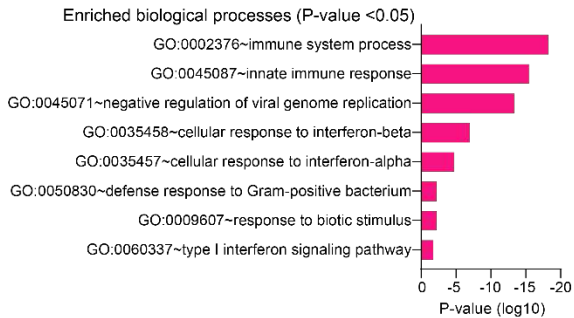 Enriched biological processes (P-value <0.05)
GO:0002376~immune system process
GO:0045087~innate immune response
GO:0045071~negative regulation of viral genome replication
GO:0035458~cellular response to interferon-beta
GO:0035457~cellular response to interferon-alpha
GO:0050830~defense response to Gram-positive bacterium
GO:0009607~response to biotic stimulus
GO:0060337~type I interferon signaling pathway
0 -5 -10 -15 -20
P-value (log10)